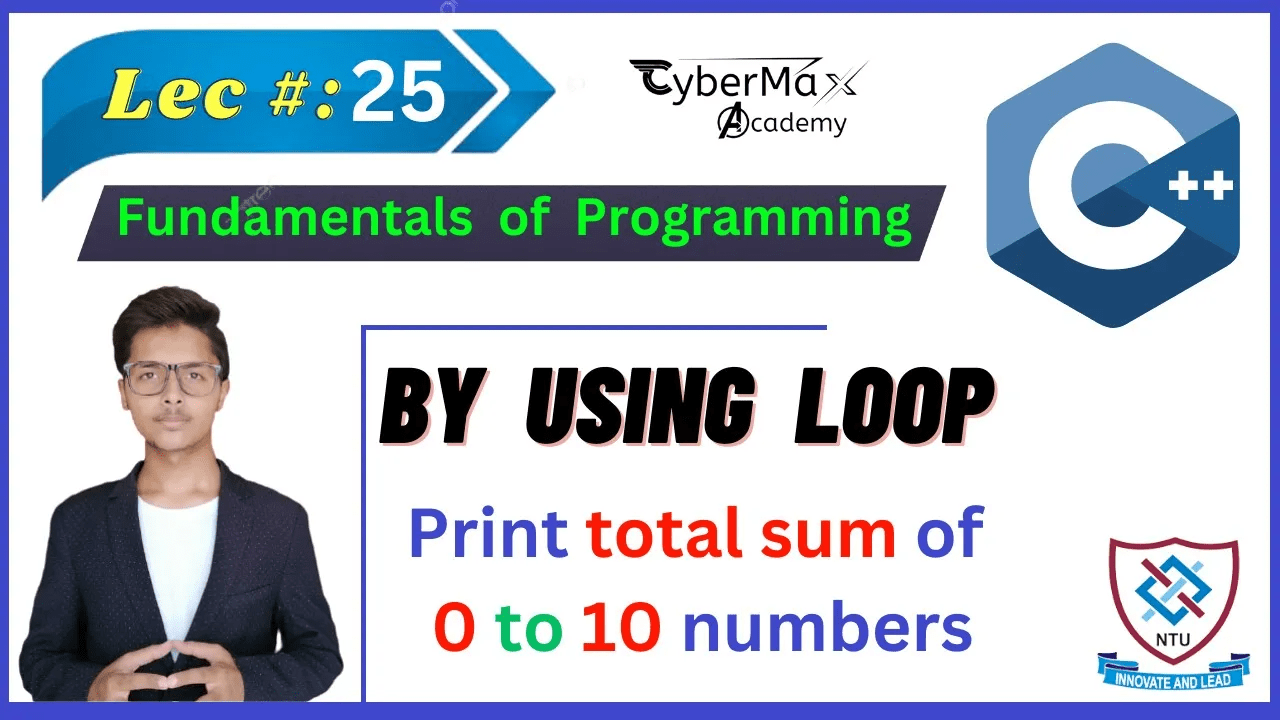 Lec #: 25
CyberMax
Academy
C++
Fundamentals of Programming
BY USING LOOP
Print total sum of
0 to 10 numbers
NTU
INNOVATE AND LEAD